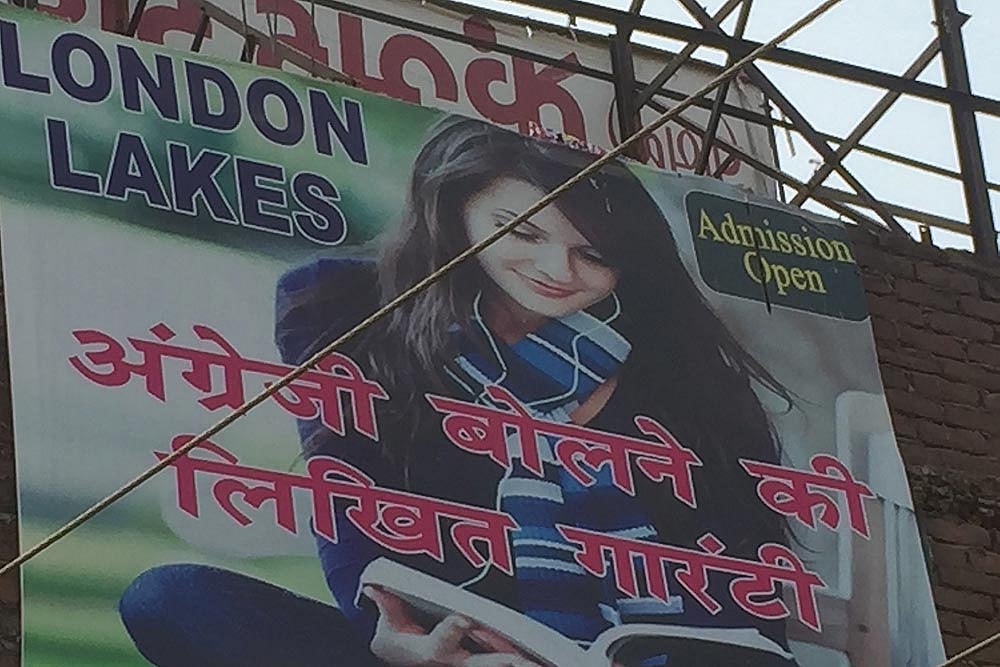 LONDON
LAKES
Admission
Open
अंग्रेजी बोलने की
लिखित गारंटी